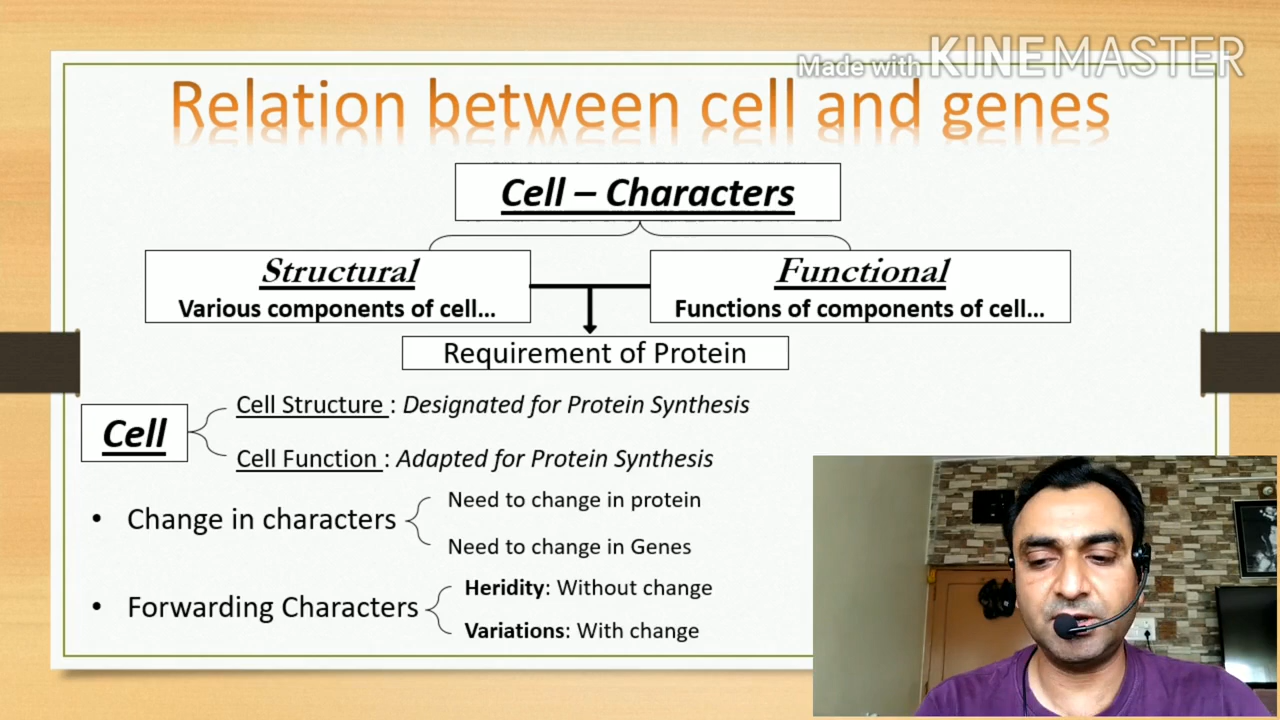 Made with KINEMASTER
Relation between cell and genes
Cell – Characters
Structural
Various components of cell...
Functional
Functions of components of cell...
Requirement of Protein
Cell
Cell Structure : Designated for Protein Synthesis
Cell Function : Adapted for Protein Synthesis
• Change in characters
Need to change in protein
Need to change in Genes
• Forwarding Characters
Heridity: Without change
Variations: With change